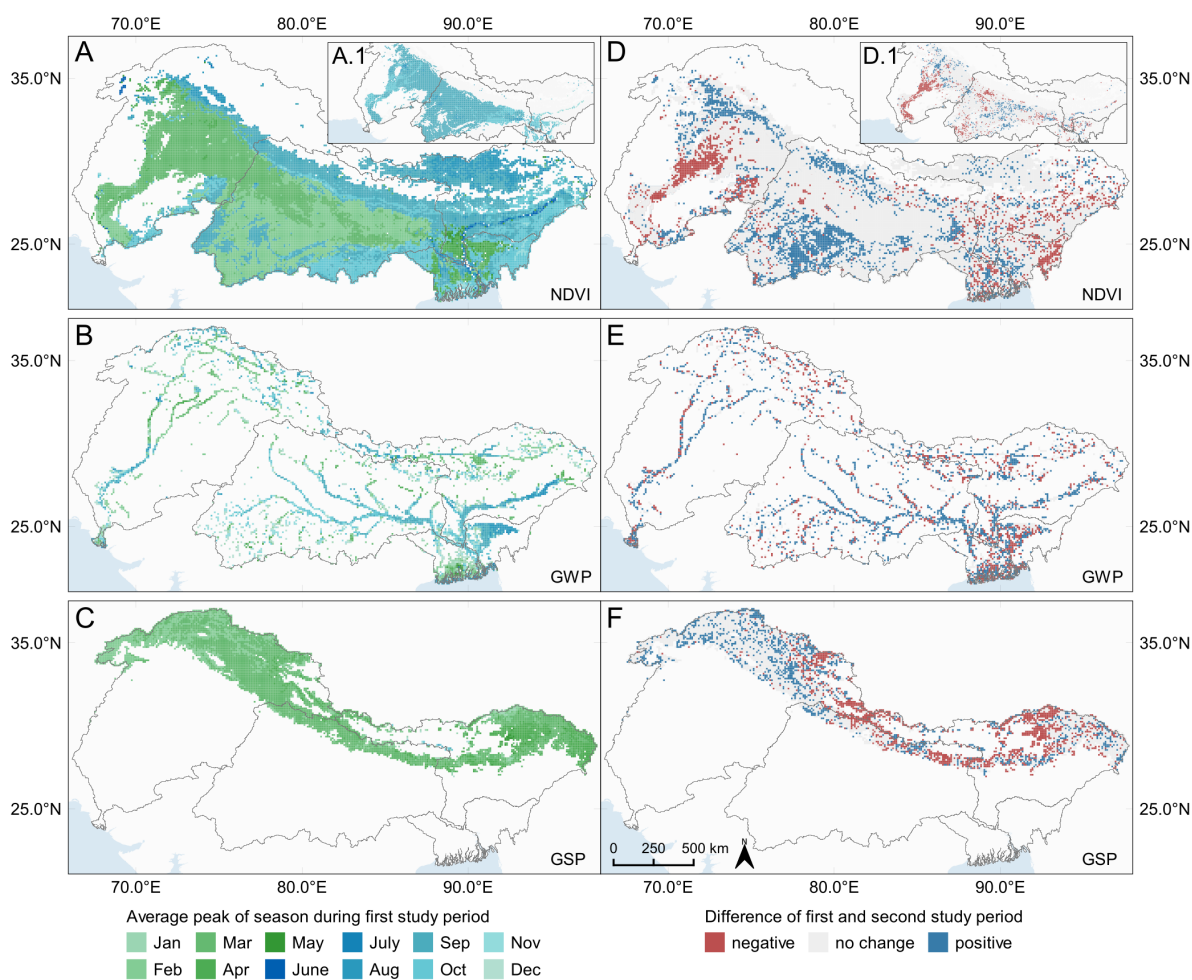 70.0°E 80.0°E 90.0°E 70.0°E 80.0°E 90.0°E
A A.1 D D.1
35.0°N 35.0°N
25.0°N 25.0°N
NDVI NDVI
B E
35.0°N 35.0°N
25.0°N 25.0°N
GWP GWP
C F
35.0°N 35.0°N
25.0°N 25.0°N
N
0 250 500 km
GSP GSP
70.0°E 80.0°E 90.0°E 70.0°E 80.0°E 90.0°E
Average peak of season during first study period Difference of first and second study period
Jan Mar May July Sep Nov negative no change positive
Feb Apr June Aug Oct Dec